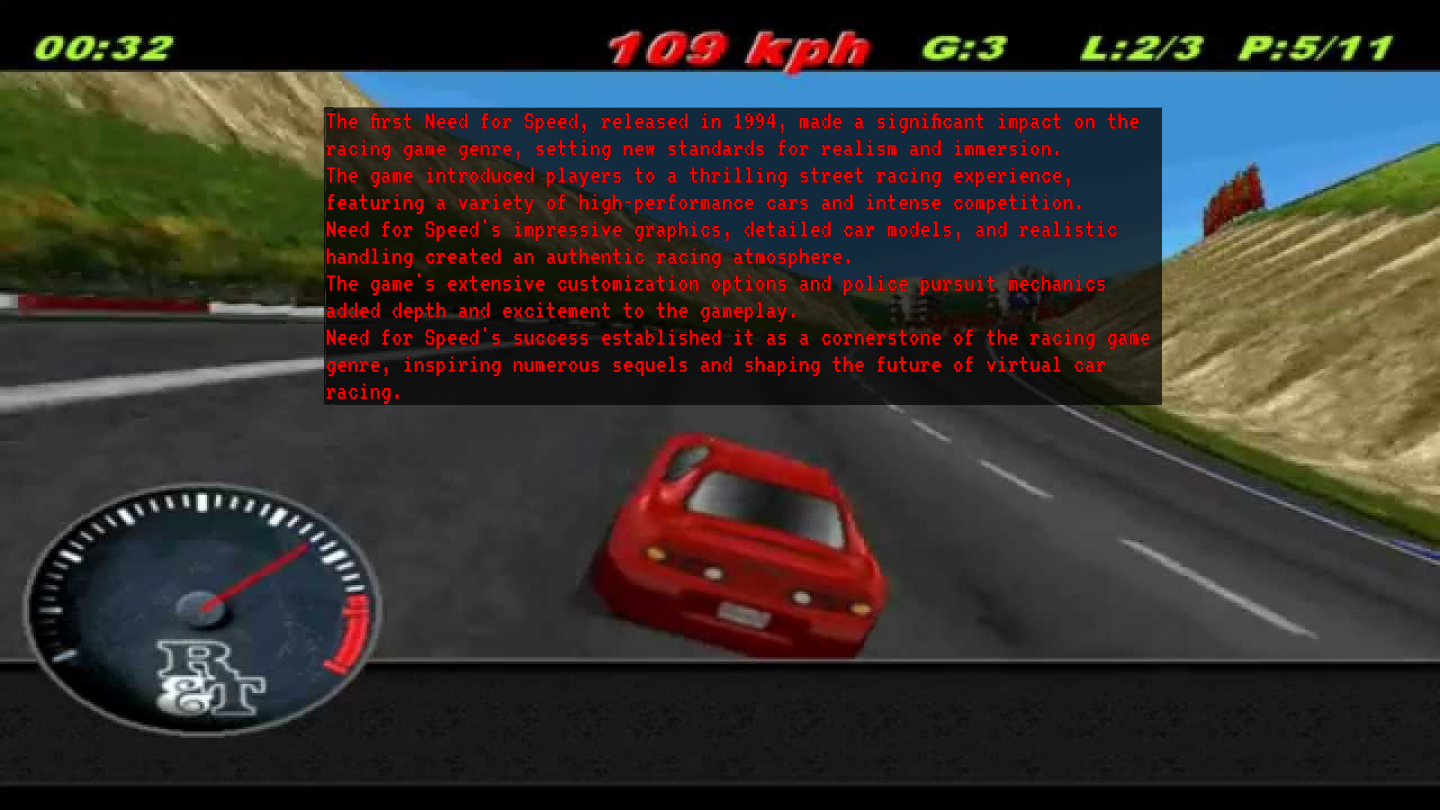 00:32 109 kph G:3 L:2/3 P:5/11
The first Need for Speed, released in 1994, made a significant impact on the
racing game genre, setting new standards for realism and immersion.
The game introduced players to a thrilling street racing experience,
featuring a variety of high-performance cars and intense competition.
Need for Speed's impressive graphics, detailed car models, and realistic
handling created an authentic racing atmosphere.
The game's extensive customization options and police pursuit mechanics
added depth and excitement to the gameplay.
Need for Speed's success established it as a cornerstone of the racing game
genre, inspiring numerous sequels and shaping the future of virtual car
racing.
R
&T